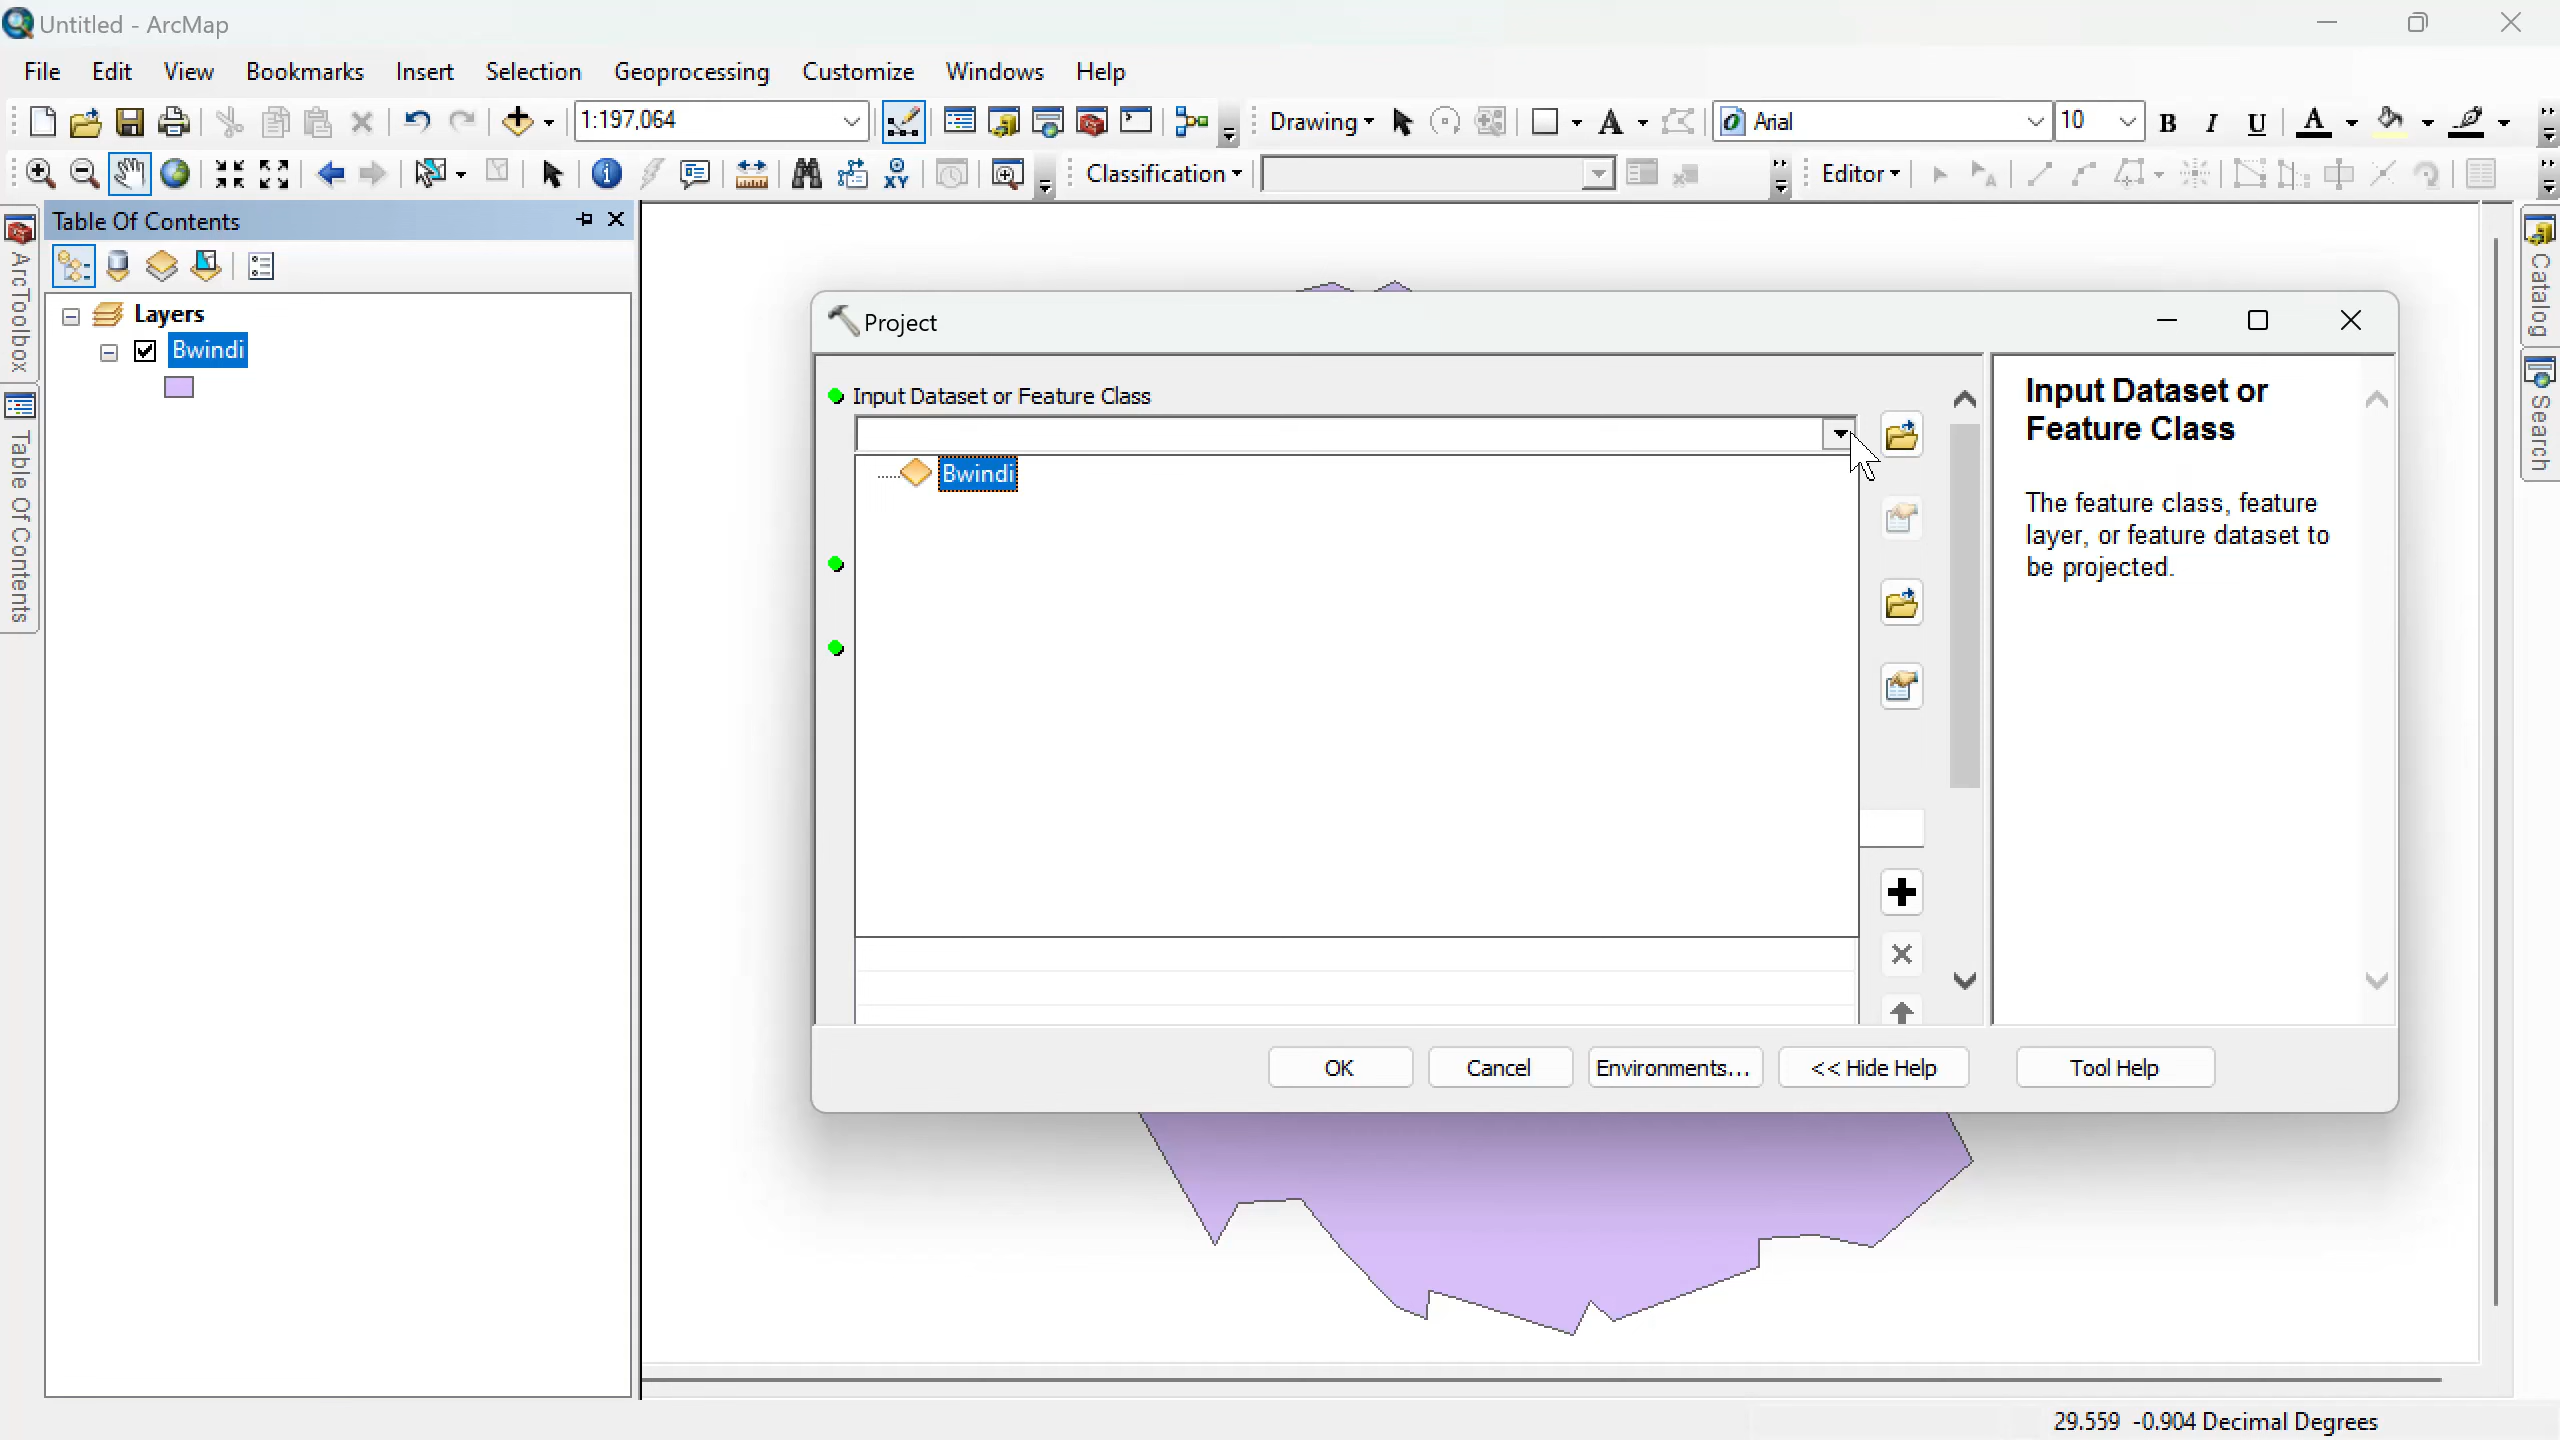 Untitled - ArcMap
File Edit View Bookmarks Insert Selection Geoprocessing Customize Windows Help
1:197,064
Drawing
Arial
10
B I U
A
Classification
Editor
Table Of Contents
ArcToolbox
Table Of Contents
Layers
Bwindi
Catalog
Search
Project
Input Dataset or Feature Class
Bwindi
OK
Cancel
Environments...
<< Hide Help
Tool Help
Input Dataset or
Feature Class
The feature class, feature
layer, or feature dataset to
be projected.
29.559 -0.904 Decimal Degrees